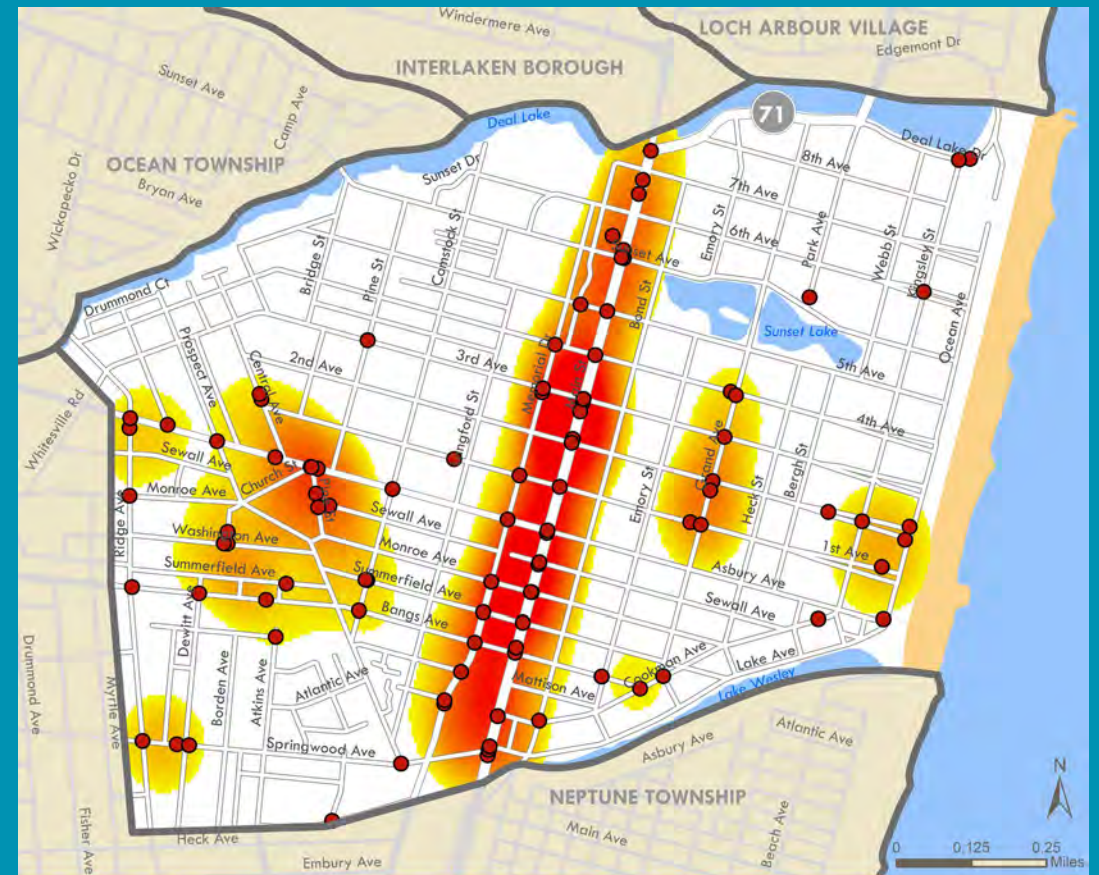 Windermere Ave
LOCH ARBOUR VILLAGE
Edgemont Dr
INTERLAKEN BOROUGH
Sunset Ave
Camp Ave
71
Deal Lake
Deal Lake Dr
OCEAN TOWNSHIP
8th Ave
Sunset Dr
7th Ave
Bryan Ave
Wickapecko Dr
6th Ave
Emory St
Park Ave
Webb St
Kingsley St
Comstock St
Bridge St
Pine St
Drummond Ct
Bond St
Sunset Lake
Ocean Ave
Prospect Ave
Central Ave
2nd Ave
3rd Ave
Memorial Dr
5th Ave
4th Ave
Whitesville Rd
Sewall Ave
Church St
Grand Ave
Bergh St
Heck St
Emory St
Monroe Ave
Ridge Ave
Sewall Ave
Washington Ave
Monroe Ave
1st Ave
Summerfield Ave
Summerfield Ave
Asbury Ave
Bangs Ave
Sewall Ave
Dewitt Ave
Borden Ave
Atkins Ave
Atlantic Ave
Mattison Ave
Cookman Ave
Lake Ave
Lake Wesley
Drummond Ave
Myrtle Ave
Springwood Ave
Asbury Ave
Atlantic Ave
NEPTUNE TOWNSHIP
N
Main Ave
Beach Ave
Fisher Ave
Heck Ave
Embury Ave
0 0.125 0.25
Miles